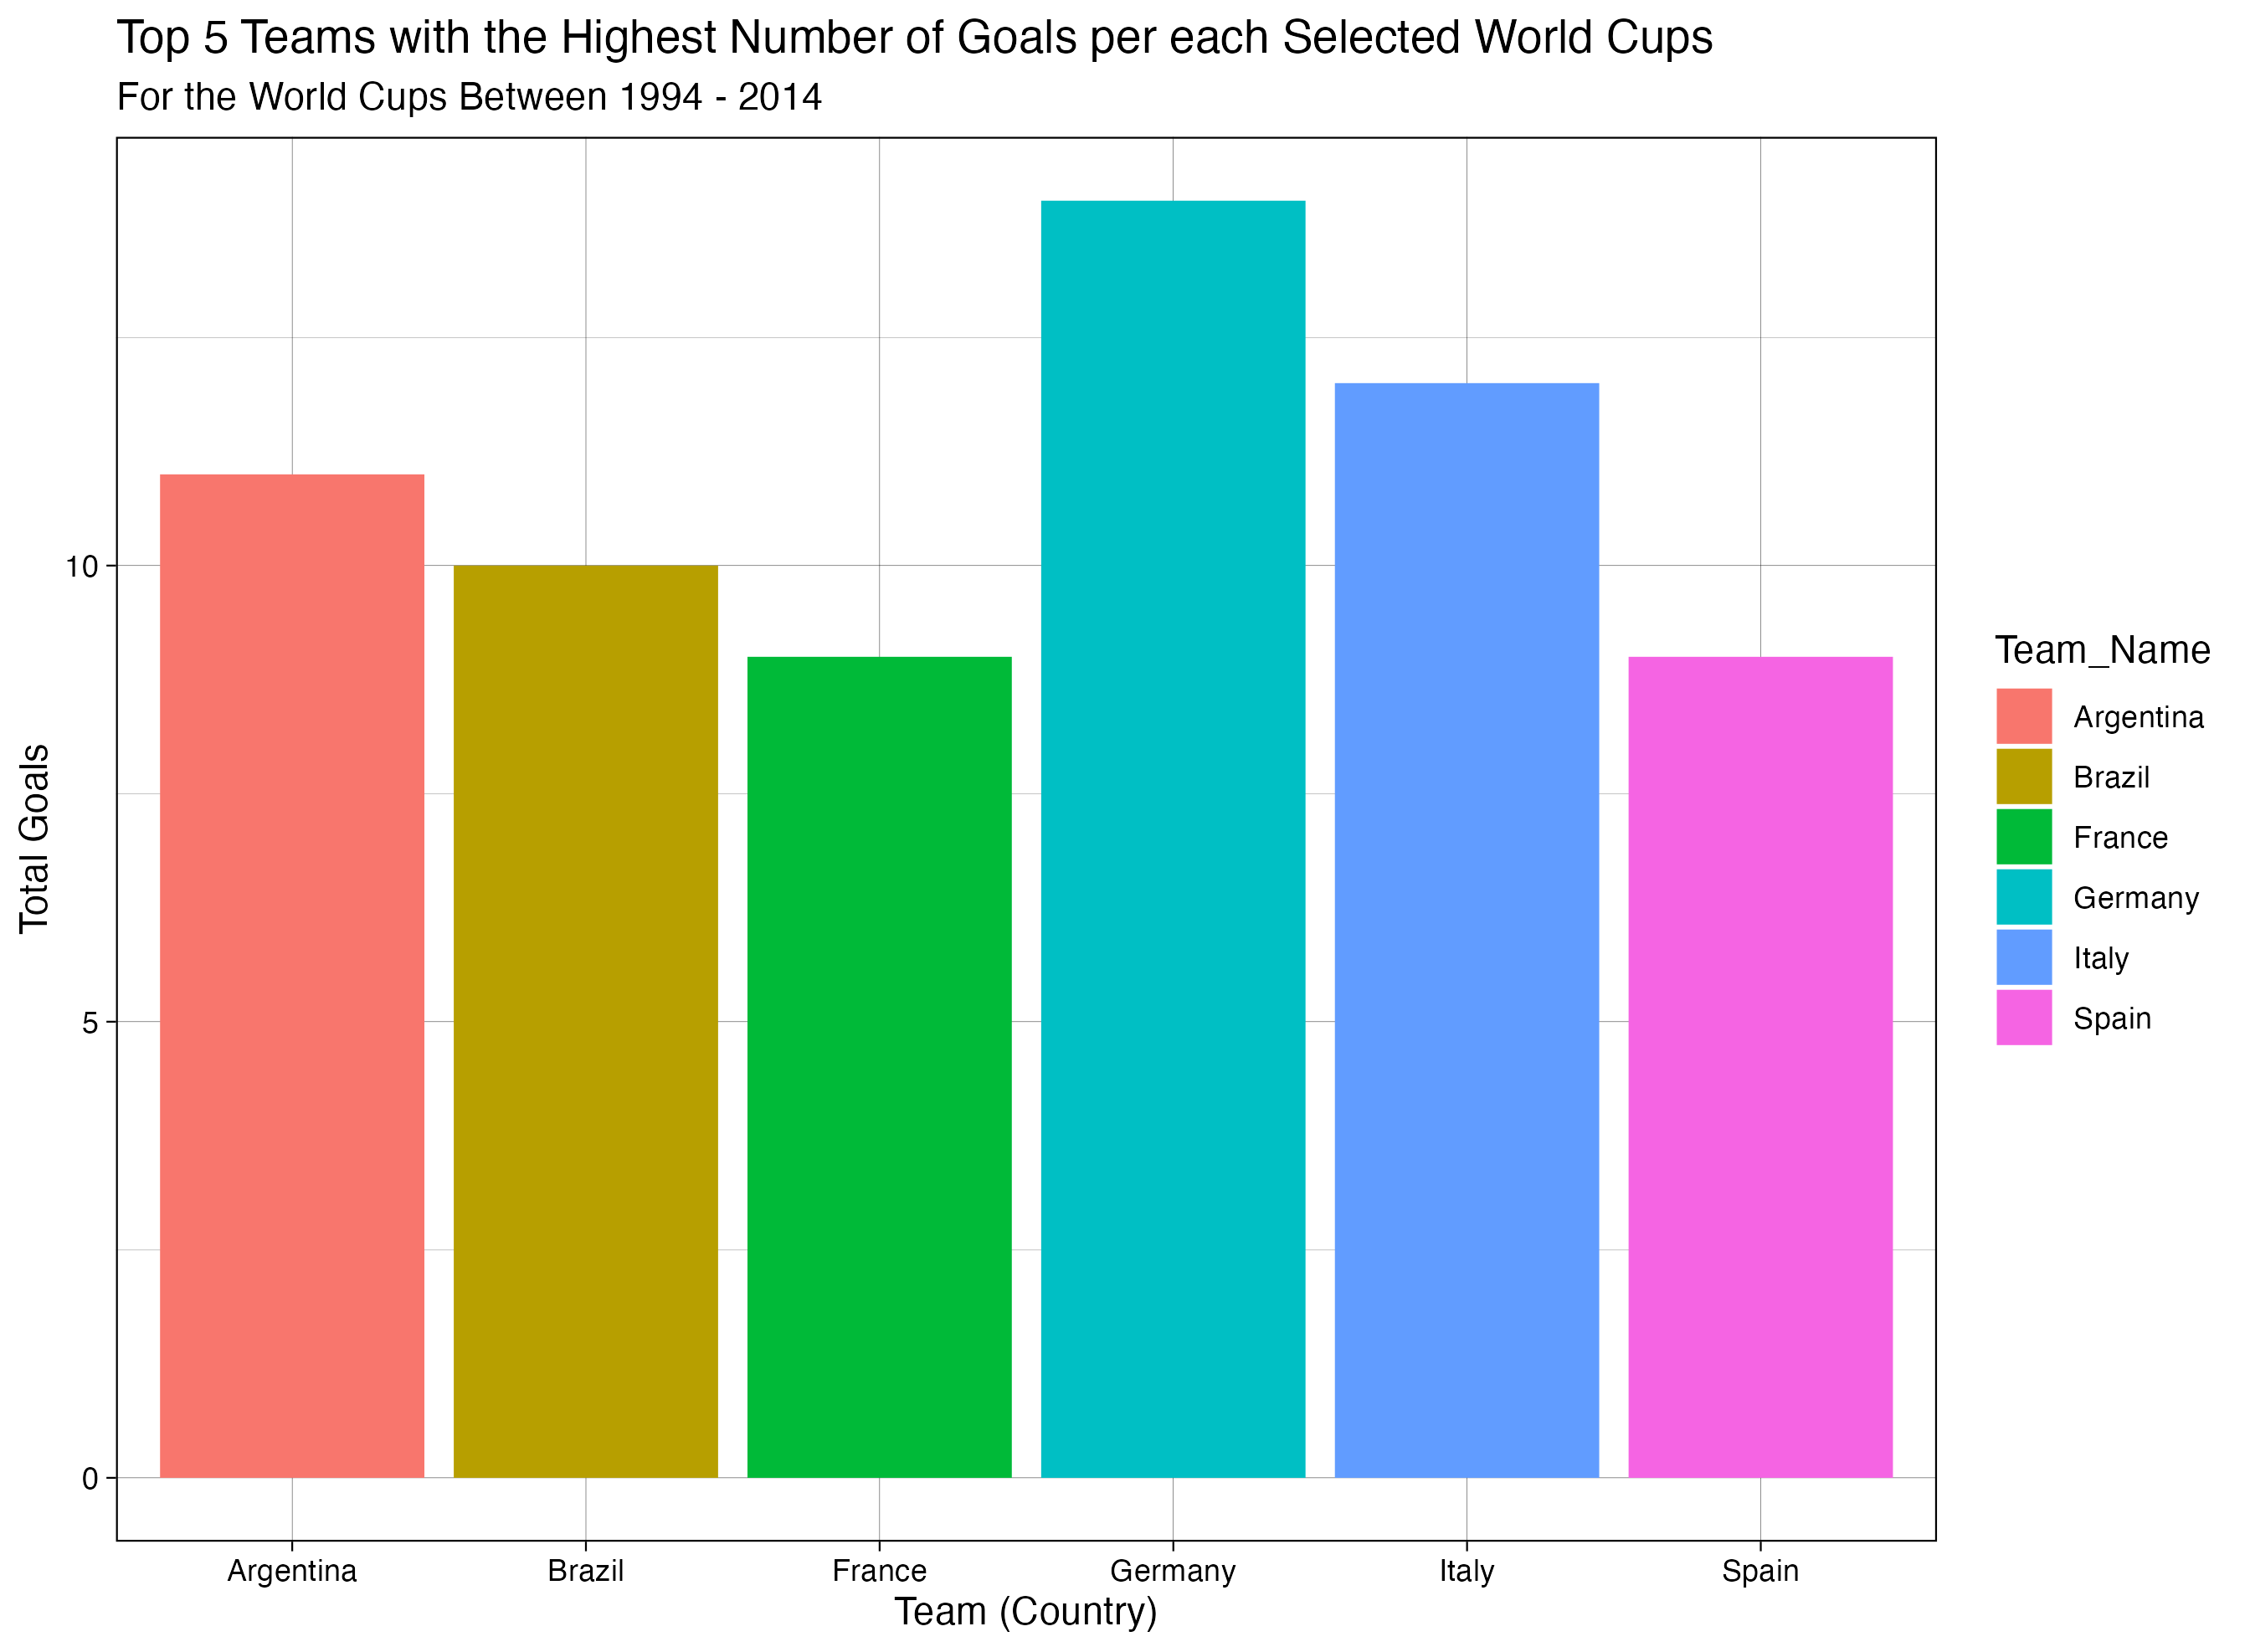 Top 5 Teams with the Highest Number of Goals per each Selected World Cups
For the World Cups Between 1994 - 2014
Total Goals
10
5
0
Argentina
Brazil
France
Germany
Italy
Spain
Team (Country)
Team_Name
Argentina
Brazil
France
Germany
Italy
Spain